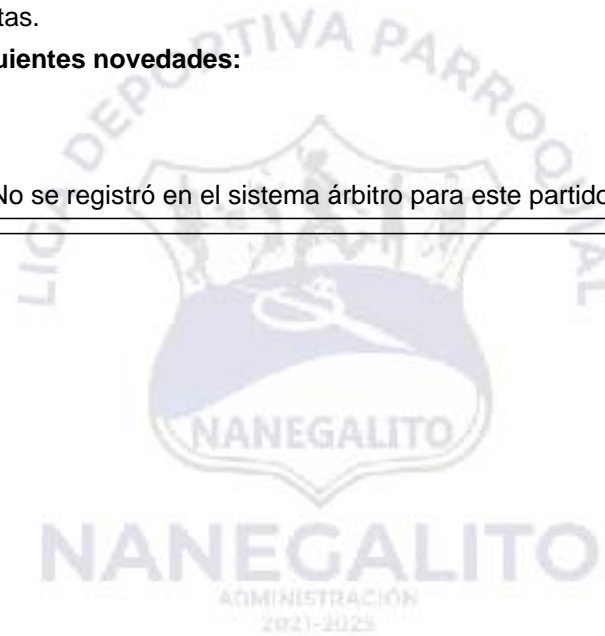 tas.
uientes novedades:
LIGA DEPORTIVA PARROQUIAL
No se registró en el sistema árbitro para este partido
NANEGALITO
NANEGALITO
ADMINISTRACIÓN
2021-2025